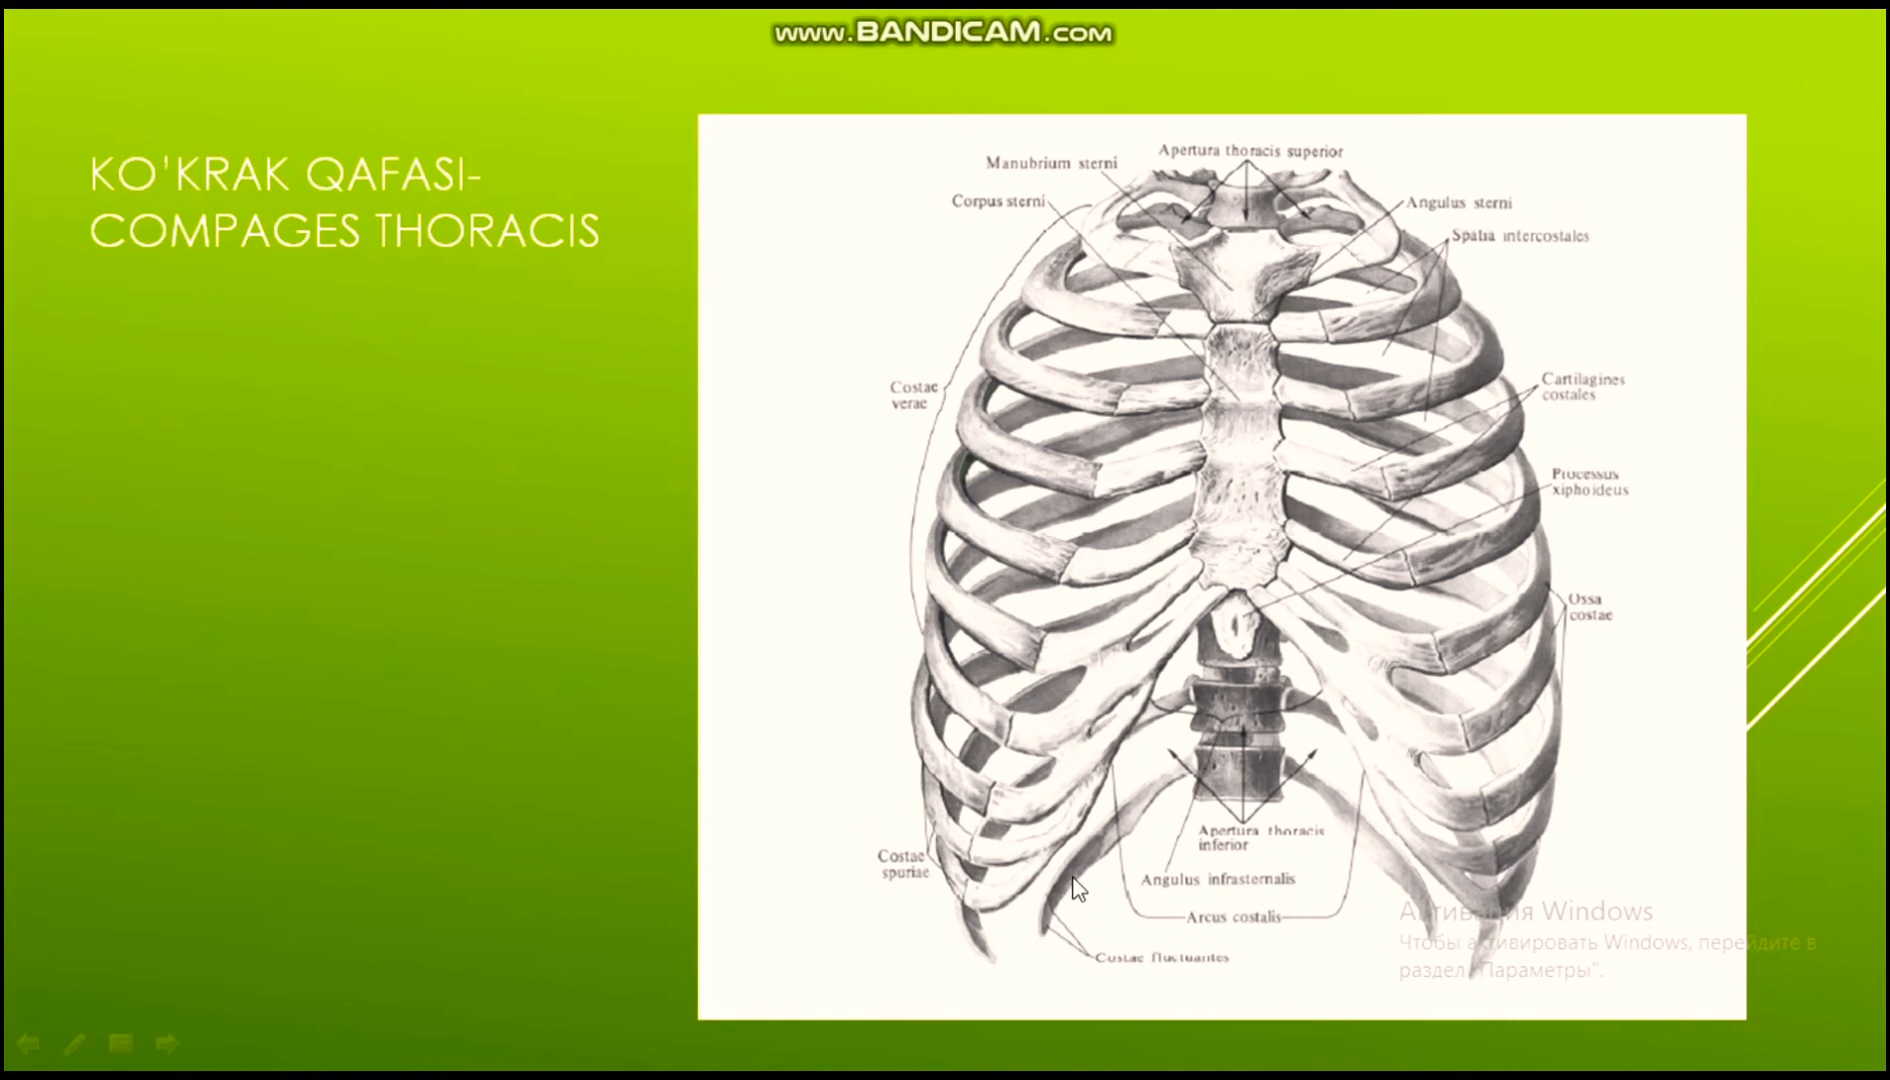 www.BANDICAM.com
KO'KRAK QAFASI-
COMPAGES THORACIS
Apertura thoracis superior
Manubrium sterni
Corpus sterni
Angulus sterni
Spatia intercostales
Costae
verae
Cartilagines
costales
Processus
xiphoideus
Ossa
costae
Apertura thoracis
inferior
Costae
spuriae
Angulus infrasternalis
Arcus costalis
Costae fluctuantes
Активация Windows
Чтобы активировать Windows, перейдите в
раздел "Параметры".